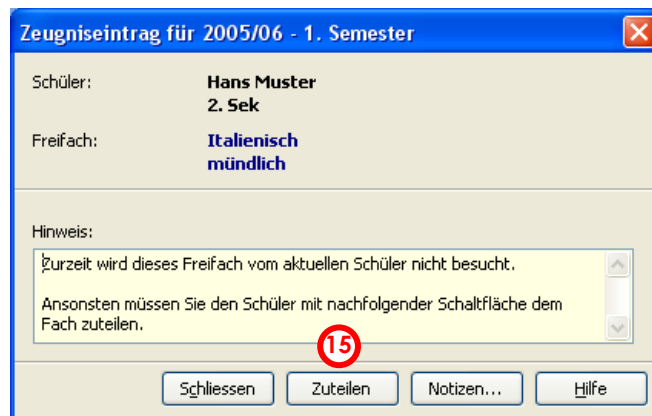 Zeugniseintrag für 2005/06 - 1. Semester
Schüler: Hans Muster
2. Sek
Freifach: Italienisch
mündlich
Hinweis:
Zurzeit wird dieses Freifach vom aktuellen Schüler nicht besucht.
Ansonsten müssen Sie den Schüler mit nachfolgender Schaltfläche dem
Fach zuteilen.
15
Schliessen Zuteilen Notizen... Hilfe